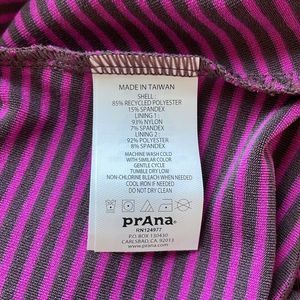 MADE IN TAIWAN
SHELL :
85% RECYCLED POLYESTER
15% SPANDEX
LINING 1 :
93% NYLON
7% SPANDEX
LINING 2 :
92% POLYESTER
8% SPANDEX
MACHINE WASH COLD
WITH SIMILAR COLOR
GENTLE CYCLE
TUMBLE DRY LOW
NON-CHLORINE BLEACH WHEN NEEDED
COOL IRON IF NEEDED
DO NOT DRY CLEAN
prAna®
RN124977
P.O. BOX 130430
CARLSBAD, CA. 92013
www.prana.com